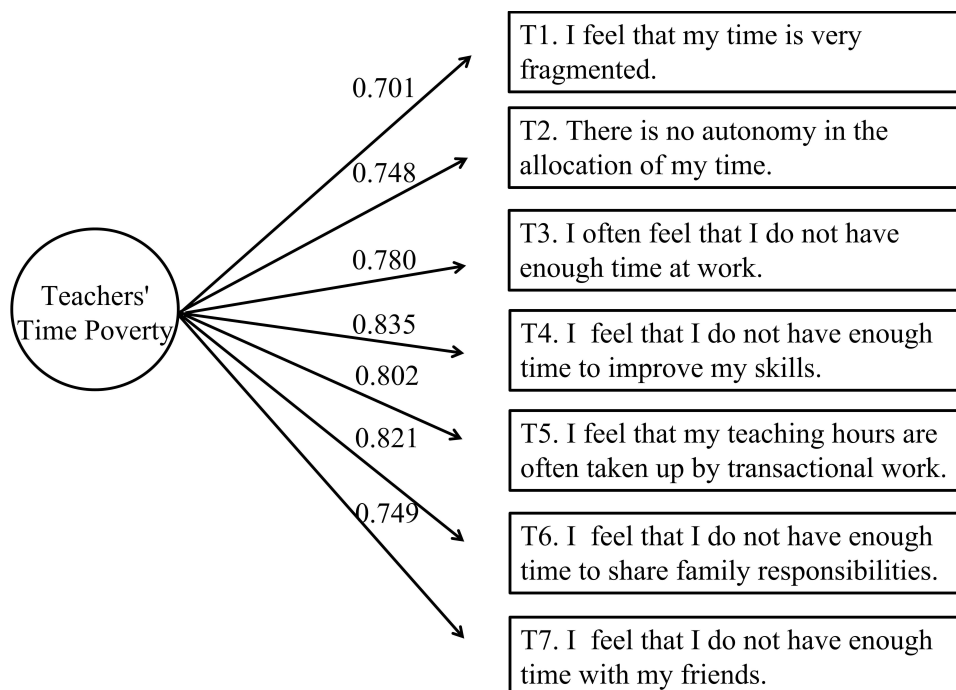 T1. I feel that my time is very
fragmented.
0.701
T2. There is no autonomy in the
allocation of my time.
0.748
T3. I often feel that I do not have
enough time at work.
0.780
Teachers'
Time Poverty
T4. I feel that I do not have enough
time to improve my skills.
0.835
0.802
T5. I feel that my teaching hours are
often taken up by transactional work.
0.821
T6. I feel that I do not have enough
time to share family responsibilities.
0.749
T7. I feel that I do not have enough
time with my friends.